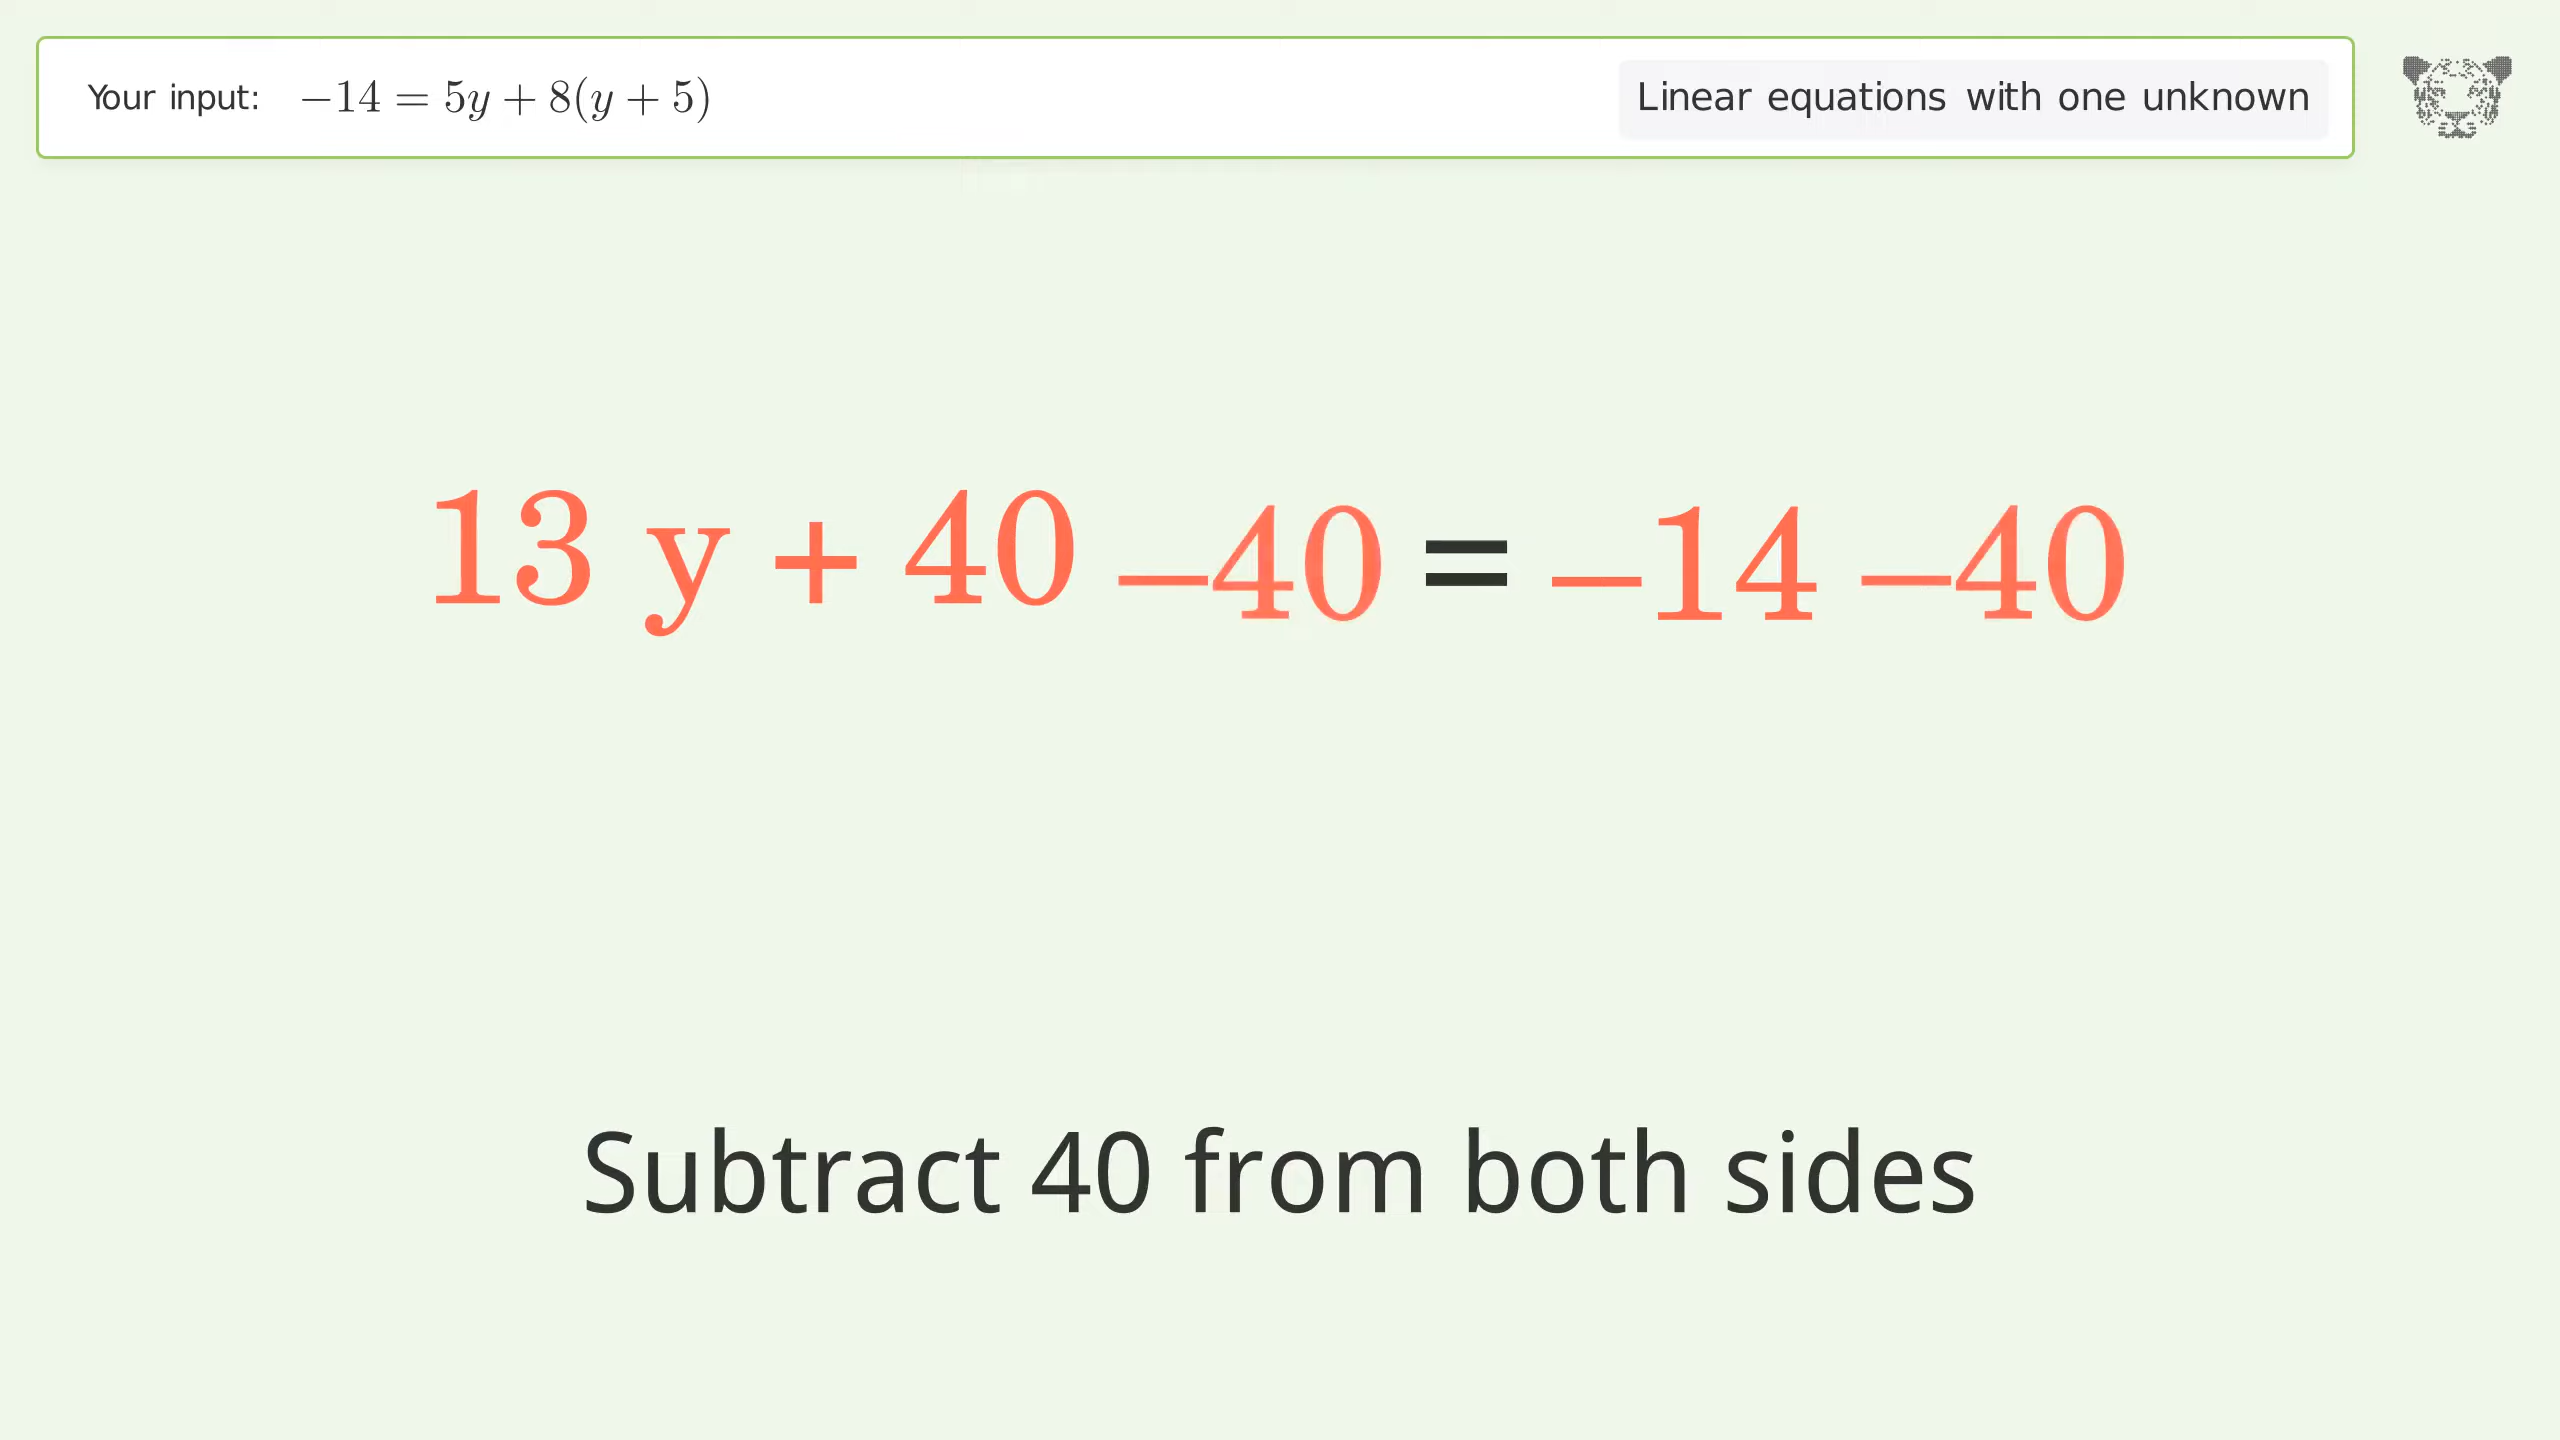 Your input: −14 = 5y + 8(y + 5)
Linear equations with one unknown
13 y + 40 −40 = −14 −40
Subtract 40 from both sides